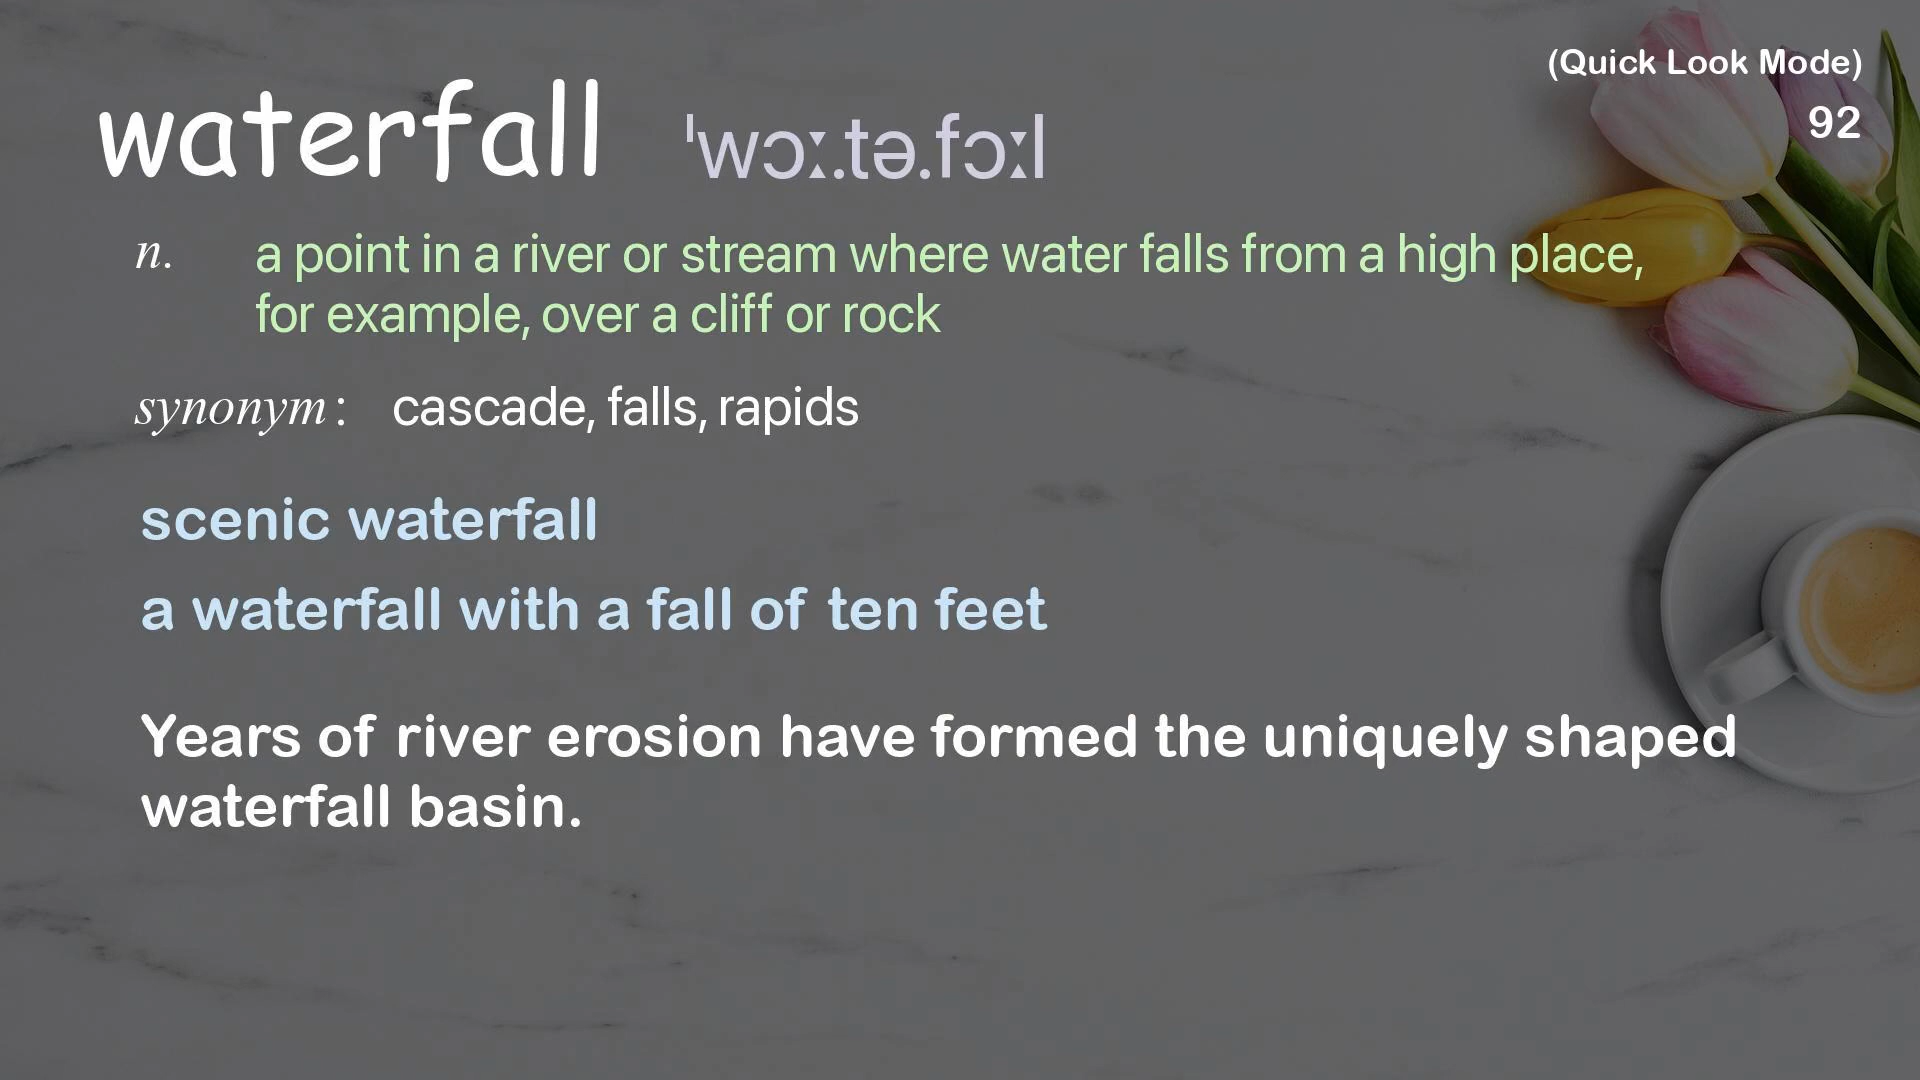 (Quick Look Mode)
92
waterfall ˈwɔː.tə.fɔːl
n. a point in a river or stream where water falls from a high place,
for example, over a cliff or rock
synonym: cascade, falls, rapids
scenic waterfall
a waterfall with a fall of ten feet
Years of river erosion have formed the uniquely shaped
waterfall basin.